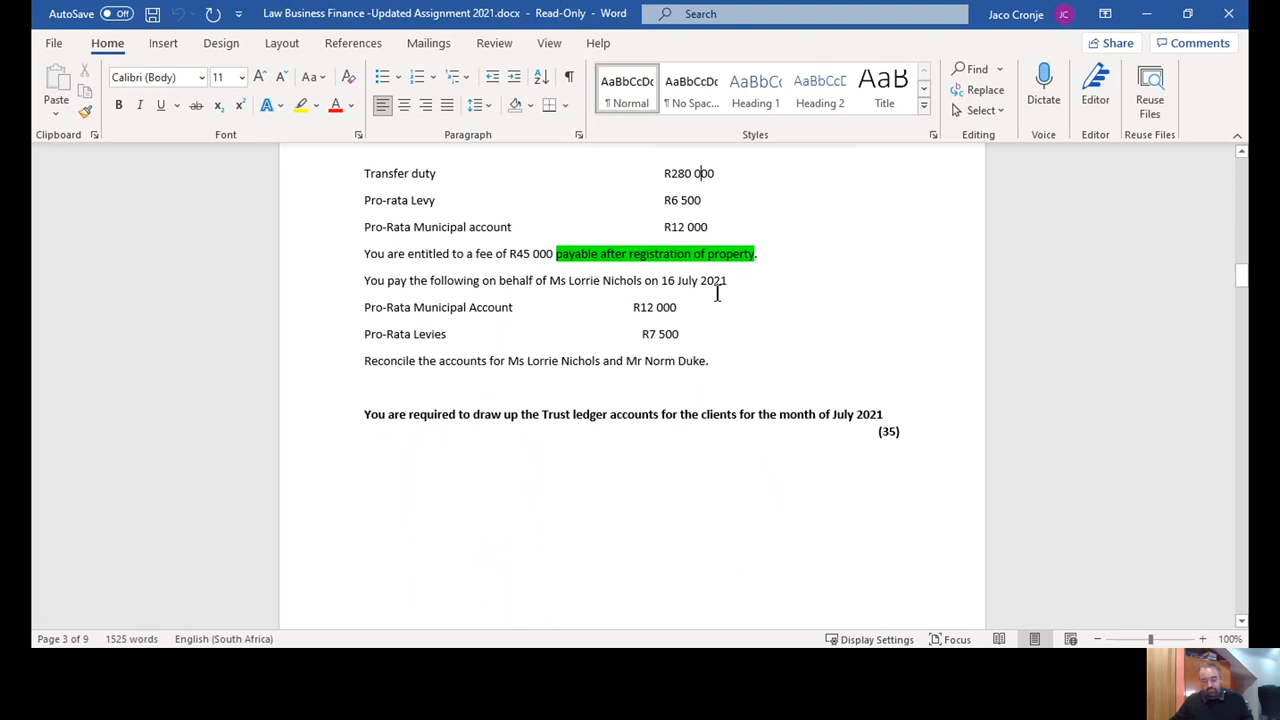 AutoSave Off Law Business Finance -Updated Assignment 2021.docx - Read-Only - Word Search Jaco Cronje JC
File Home Insert Design Layout References Mailings Review View Help Share Comments
Calibri (Body) 11 AaBbCcDc AaBbCcDc AaBbCc AaBbCcD AaB Find
Paste ¶ Normal ¶ No Spac... Heading 1 Heading 2 Title Replace Dictate Editor Reuse Files
Select
Clipboard Font Paragraph Styles Editing Voice Editor Reuse Files
Transfer duty R280 000
Pro-rata Levy R6 500
Pro-Rata Municipal account R12 000
You are entitled to a fee of R45 000 payable after registration of property.
You pay the following on behalf of Ms Lorrie Nichols on 16 July 2021
Pro-Rata Municipal Account R12 000
Pro-Rata Levies R7 500
Reconcile the accounts for Ms Lorrie Nichols and Mr Norm Duke.
You are required to draw up the Trust ledger accounts for the clients for the month of July 2021
(35)
Page 3 of 9 1525 words English (South Africa) Display Settings Focus 100%